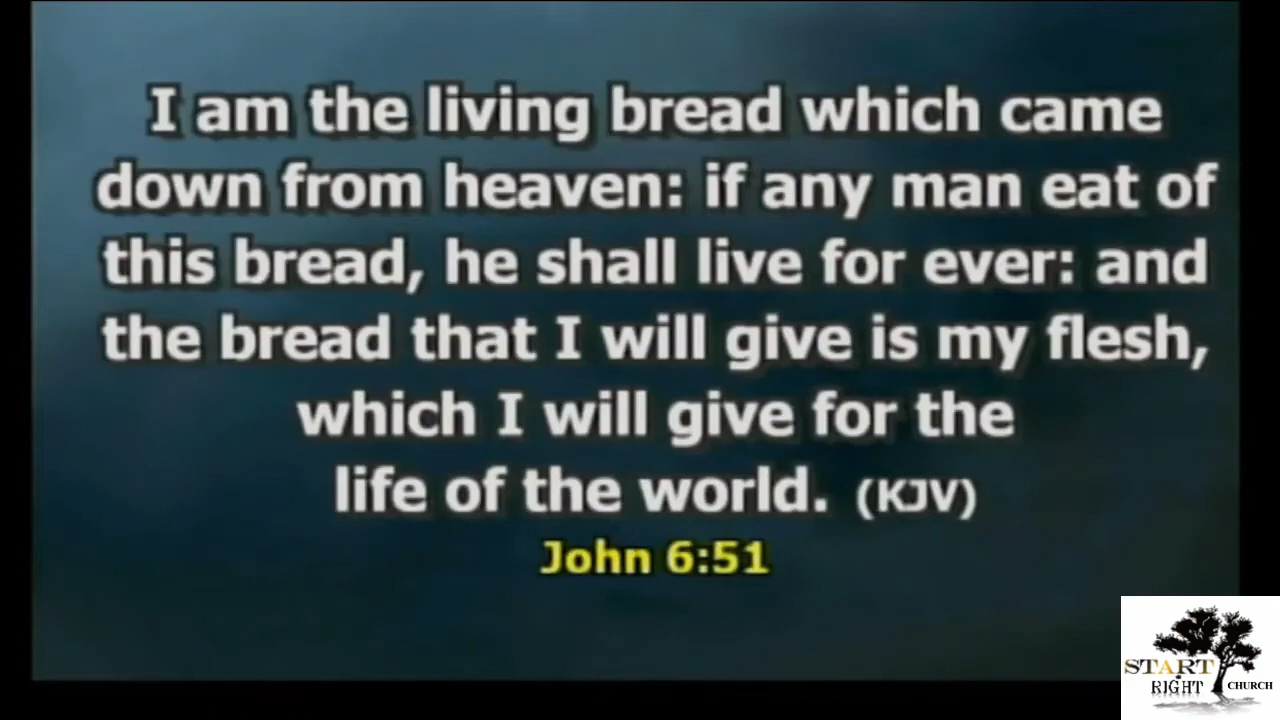 I am the living bread which came
down from heaven: if any man eat of
this bread, he shall live for ever: and
the bread that I will give is my flesh,
which I will give for the
life of the world. (KJV)
John 6:51
START
RIGHT CHURCH